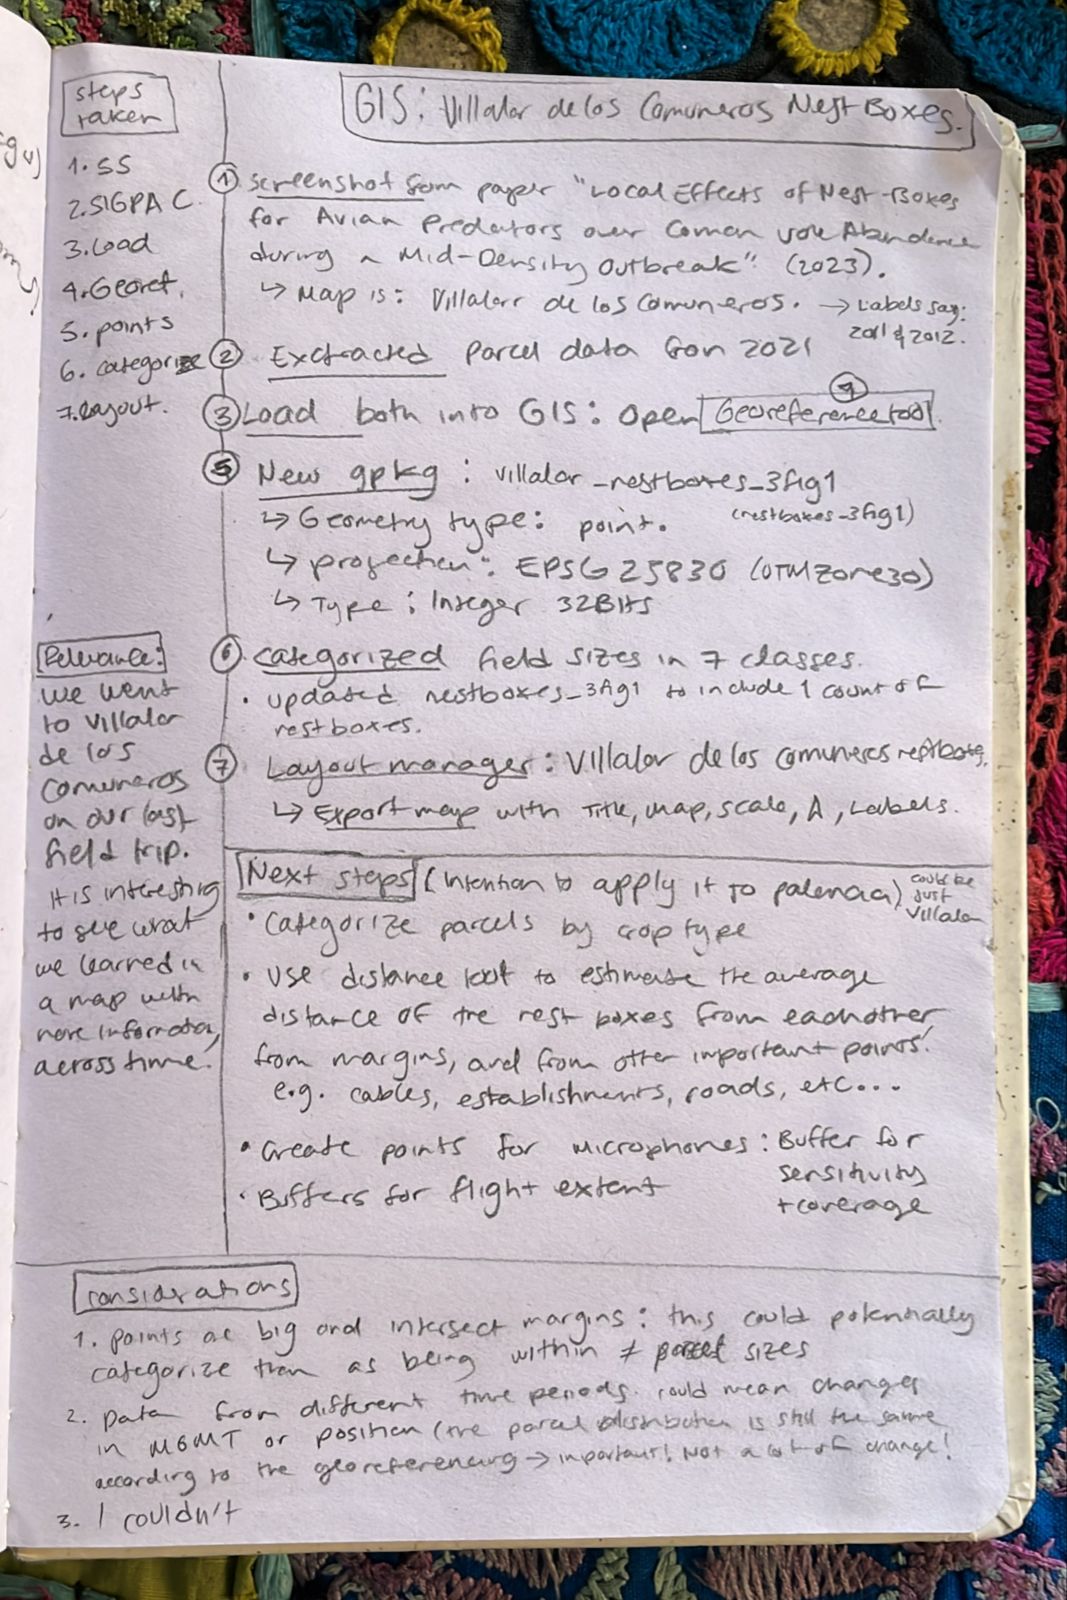 GIS: Villalar de los Comuneros Nest Boxes.
steps
taken
1. SS
2. SIGPAC
3. Load
4. Georef.
5. points
6. categorize
7. Layout.
① Screenshot from paper "Local Effects of Nest-Boxes
for Avian Predators over Common Vole Abundance
during a Mid-Density Outbreak" (2023).
↳ Map is: Villalar de los Comuneros. → Labels say:
2011 & 2012.
② Exctracted Parcel data from 2021
③ Load both into GIS: Open Georeference tool. ④
⑤ New gpkg: villalar_nestboxes_3fig1
(nestboxes_3fig1)
↳ Geometry type: point.
↳ projection: EPSG 25830 (UTM Zone 30)
↳ Type: Integer 32Bits
⑥ categorized field sizes in 7 classes.
• updated nestboxes_3fig1 to include 1 count of
nestboxes.
⑦ Layout manager: Villalar de los comuneros nestboxes.
↳ Export map with Title, map, scale, , Labels.
Relevance:
we went
to Villalar
de los
Comuneros
on our last
field trip.
It is interesting
to see what
we learned in
a map with
more information
across time!
Next steps (Intention to apply it to palencia) could be
just
Villalar
• Categorize parcels by crop type
• Use distance tool to estimate the average
distance of the nest boxes from eachother
from margins, and from other important points!
e.g. cables, establishments, roads, etc...
• Create points for microphones: Buffer for
sensitivity
+ coverage
• Buffers for flight extent
considerations
1. points are big and intersect margins: this could potentially
categorize them as being within ≠ parcel sizes
2. Data from different time periods. could mean changes
in MGMT or position (the parcel distribution is still the same
according to the georeferencing → important! Not a lot of change!
3. I couldn't